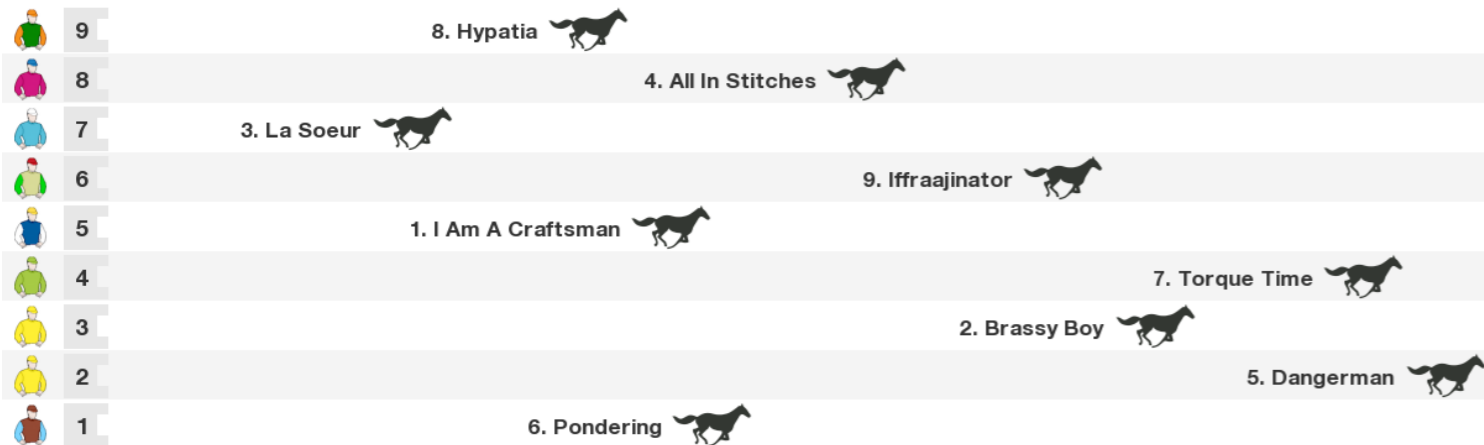 9 8. Hypatia
8 4. All In Stitches
7 3. La Soeur
6 9. Iffraajinator
5 1. I Am A Craftsman
4 7. Torque Time
3 2. Brassy Boy
2 5. Dangerman
1 6. Pondering